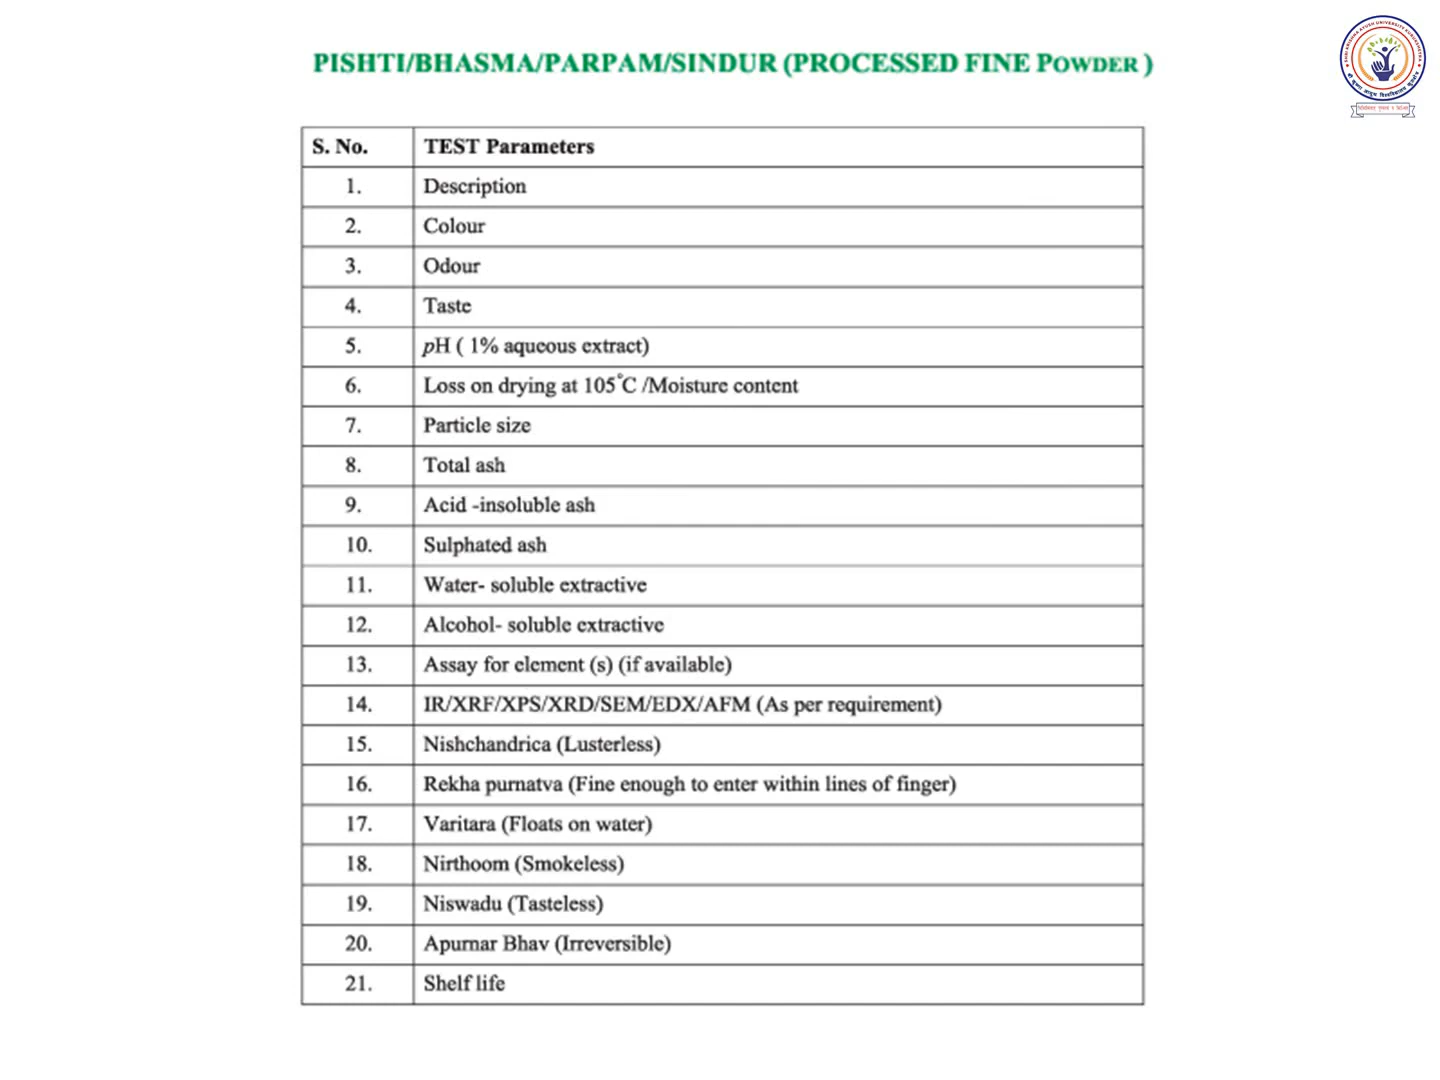 PISHTI/BHASMA/PARPAM/SINDUR (PROCESSED FINE POWDER )
S. No. TEST Parameters
1. Description
2. Colour
3. Odour
4. Taste
5. pH ( 1% aqueous extract)
6. Loss on drying at 105°C /Moisture content
7. Particle size
8. Total ash
9. Acid -insoluble ash
10. Sulphated ash
11. Water- soluble extractive
12. Alcohol- soluble extractive
13. Assay for element (s) (if available)
14. IR/XRF/XPS/XRD/SEM/EDX/AFM (As per requirement)
15. Nishchandrica (Lusterless)
16. Rekha purnatva (Fine enough to enter within lines of finger)
17. Varitara (Floats on water)
18. Nirthoom (Smokeless)
19. Niswadu (Tasteless)
20. Apurnar Bhav (Irreversible)
21. Shelf life